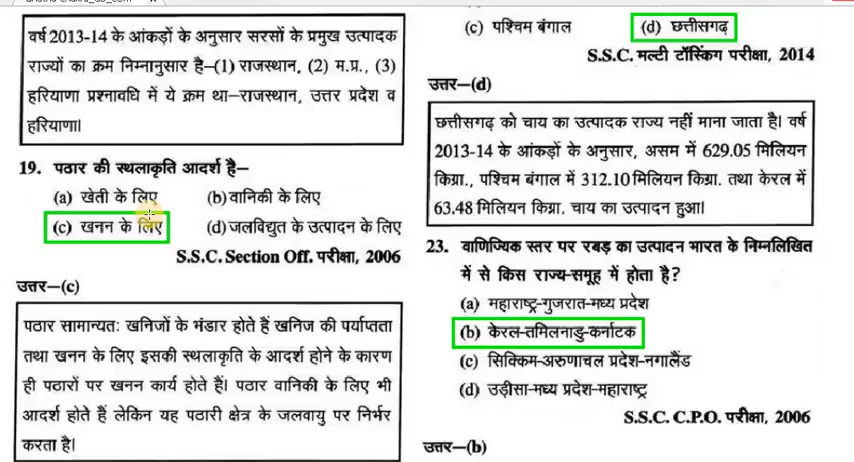 वर्ष 2013-14 के आंकड़ों के अनुसार सरसों के प्रमुख उत्पादक
राज्यों का क्रम निम्नानुसार है–(1) राजस्थान, (2) म.प्र., (3)
हरियाणा प्रश्नावधि में ये क्रम था–राजस्थान, उत्तर प्रदेश व
हरियाणा।
19. पठार की स्थलाकृति आदर्श है–
(a) खेती के लिए (b) वानिकी के लिए
(c) खनन के लिए (d) जलविद्युत के उत्पादन के लिए
S.S.C. Section Off. परीक्षा, 2006
उत्तर–(c)
पठार सामान्यतः खनिजों के भंडार होते हैं खनिज की पर्याप्तता
तथा खनन के लिए इसकी स्थलाकृति के आदर्श होने के कारण
ही पठारों पर खनन कार्य होते हैं। पठार वानिकी के लिए भी
आदर्श होते हैं लेकिन यह पठारी क्षेत्र के जलवायु पर निर्भर
करता है।
(c) पश्चिम बंगाल (d) छत्तीसगढ़
S.S.C. मल्टी टॉस्किंग परीक्षा, 2014
उत्तर–(d)
छत्तीसगढ़ को चाय का उत्पादक राज्य नहीं माना जाता है। वर्ष
2013-14 के आंकड़ों के अनुसार, असम में 629.05 मिलियन
किग्रा., पश्चिम बंगाल में 312.10 मिलियन किग्रा. तथा केरल में
63.48 मिलियन किग्रा. चाय का उत्पादन हुआ।
23. वाणिज्यिक स्तर पर रबड़ का उत्पादन भारत के निम्नलिखित
में से किस राज्य-समूह में होता है?
(a) महाराष्ट्र-गुजरात-मध्य प्रदेश
(b) केरल-तमिलनाडु-कर्नाटक
(c) सिक्किम-अरुणाचल प्रदेश-नगालैंड
(d) उड़ीसा-मध्य प्रदेश-महाराष्ट्र
S.S.C. C.P.O. परीक्षा, 2006
उत्तर–(b)